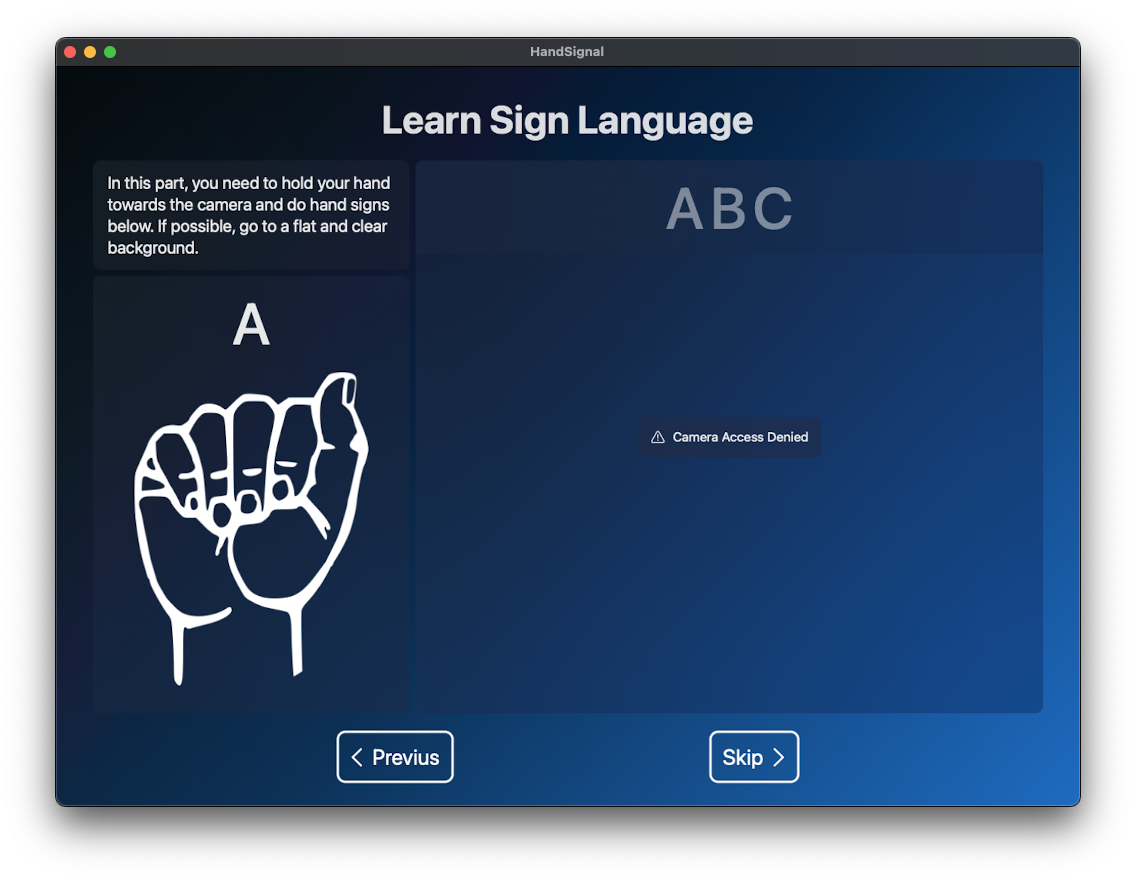 HandSignal
Learn Sign Language
In this part, you need to hold your hand
towards the camera and do hand signs
below. If possible, go to a flat and clear
background.
A
ABC
Camera Access Denied
Previus
Skip